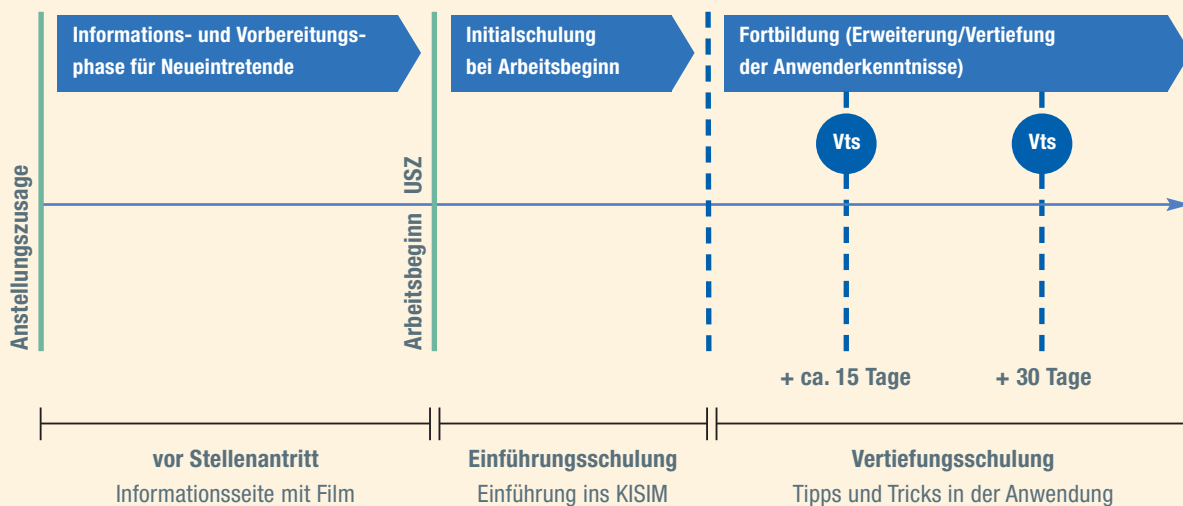 Informations- und Vorbereitungs-
phase für Neueintretende
Initialschulung
bei Arbeitsbeginn
Fortbildung (Erweiterung/Vertiefung
der Anwenderkenntnisse)
Vts
Vts
Anstellungszusage
Arbeitsbeginn USZ
+ ca. 15 Tage
+ 30 Tage
vor Stellenantritt
Informationsseite mit Film
Einführungsschulung
Einführung ins KISIM
Vertiefungsschulung
Tipps und Tricks in der Anwendung